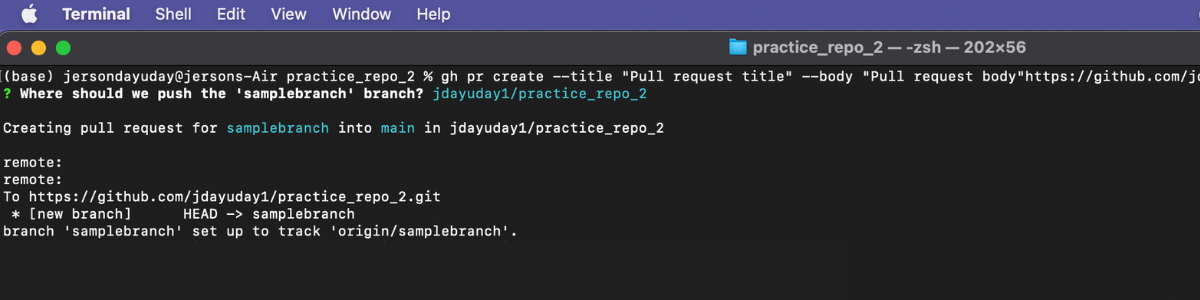 Terminal Shell Edit View Window Help
practice_repo_2 — -zsh — 202×56
[(base) jersondayuday@jersons-Air practice_repo_2 % gh pr create --title "Pull request title" --body "Pull request body"https://github.com/j
? Where should we push the 'samplebranch' branch? jdayuday1/practice_repo_2
Creating pull request for samplebranch into main in jdayuday1/practice_repo_2
remote:
remote:
To https://github.com/jdayuday1/practice_repo_2.git
 * [new branch]      HEAD -> samplebranch
branch 'samplebranch' set up to track 'origin/samplebranch'.